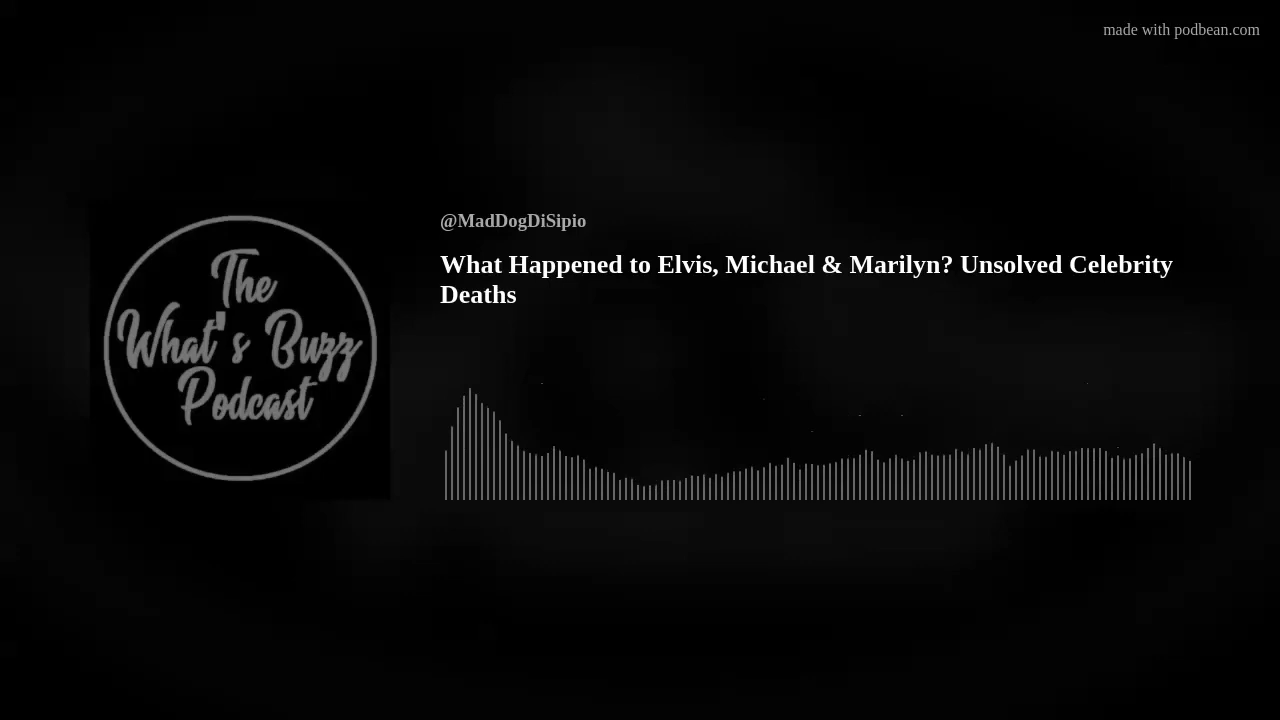 made with podbean.com
The
What's Buzz
Podcast
@MadDogDiSipio
What Happened to Elvis, Michael & Marilyn? Unsolved Celebrity
Deaths